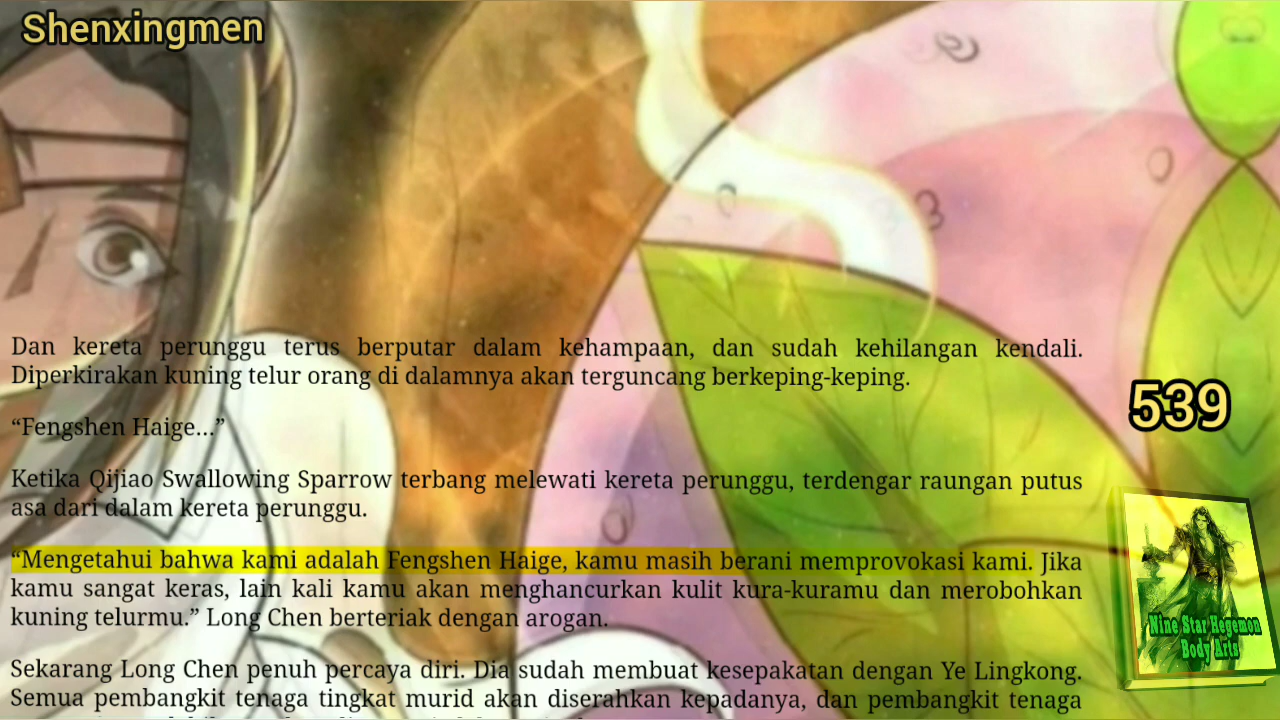 Shenxingmen
Dan kereta perunggu terus berputar dalam kehampaan, dan sudah kehilangan kendali.
Diperkirakan kuning telur orang di dalamnya akan terguncang berkeping-keping.
“Fengshen Haige...”
Ketika Qijiao Swallowing Sparrow terbang melewati kereta perunggu, terdengar raungan putus
asa dari dalam kereta perunggu.
“Mengetahui bahwa kami adalah Fengshen Haige, kamu masih berani memprovokasi kami. Jika
kamu sangat keras, lain kali kamu akan menghancurkan kulit kura-kuramu dan merobohkan
kuning telurmu.” Long Chen berteriak dengan arogan.
Sekarang Long Chen penuh percaya diri. Dia sudah membuat kesepakatan dengan Ye Lingkong.
Semua pembangkit tenaga tingkat murid akan diserahkan kepadanya, dan pembangkit tenaga
539
Nine Star Hegemon
Body Arts